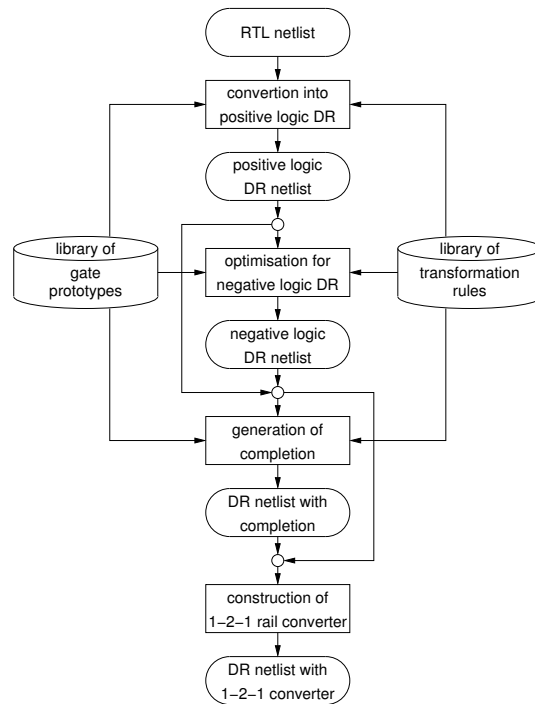 RTL netlist
convertion into
positive logic DR
positive logic
DR netlist
library of
gate
prototypes
optimisation for
negative logic DR
library of
transformation
rules
negative logic
DR netlist
generation of
completion
DR netlist with
completion
construction of
1−2−1 rail converter
DR netlist with
1−2−1 converter